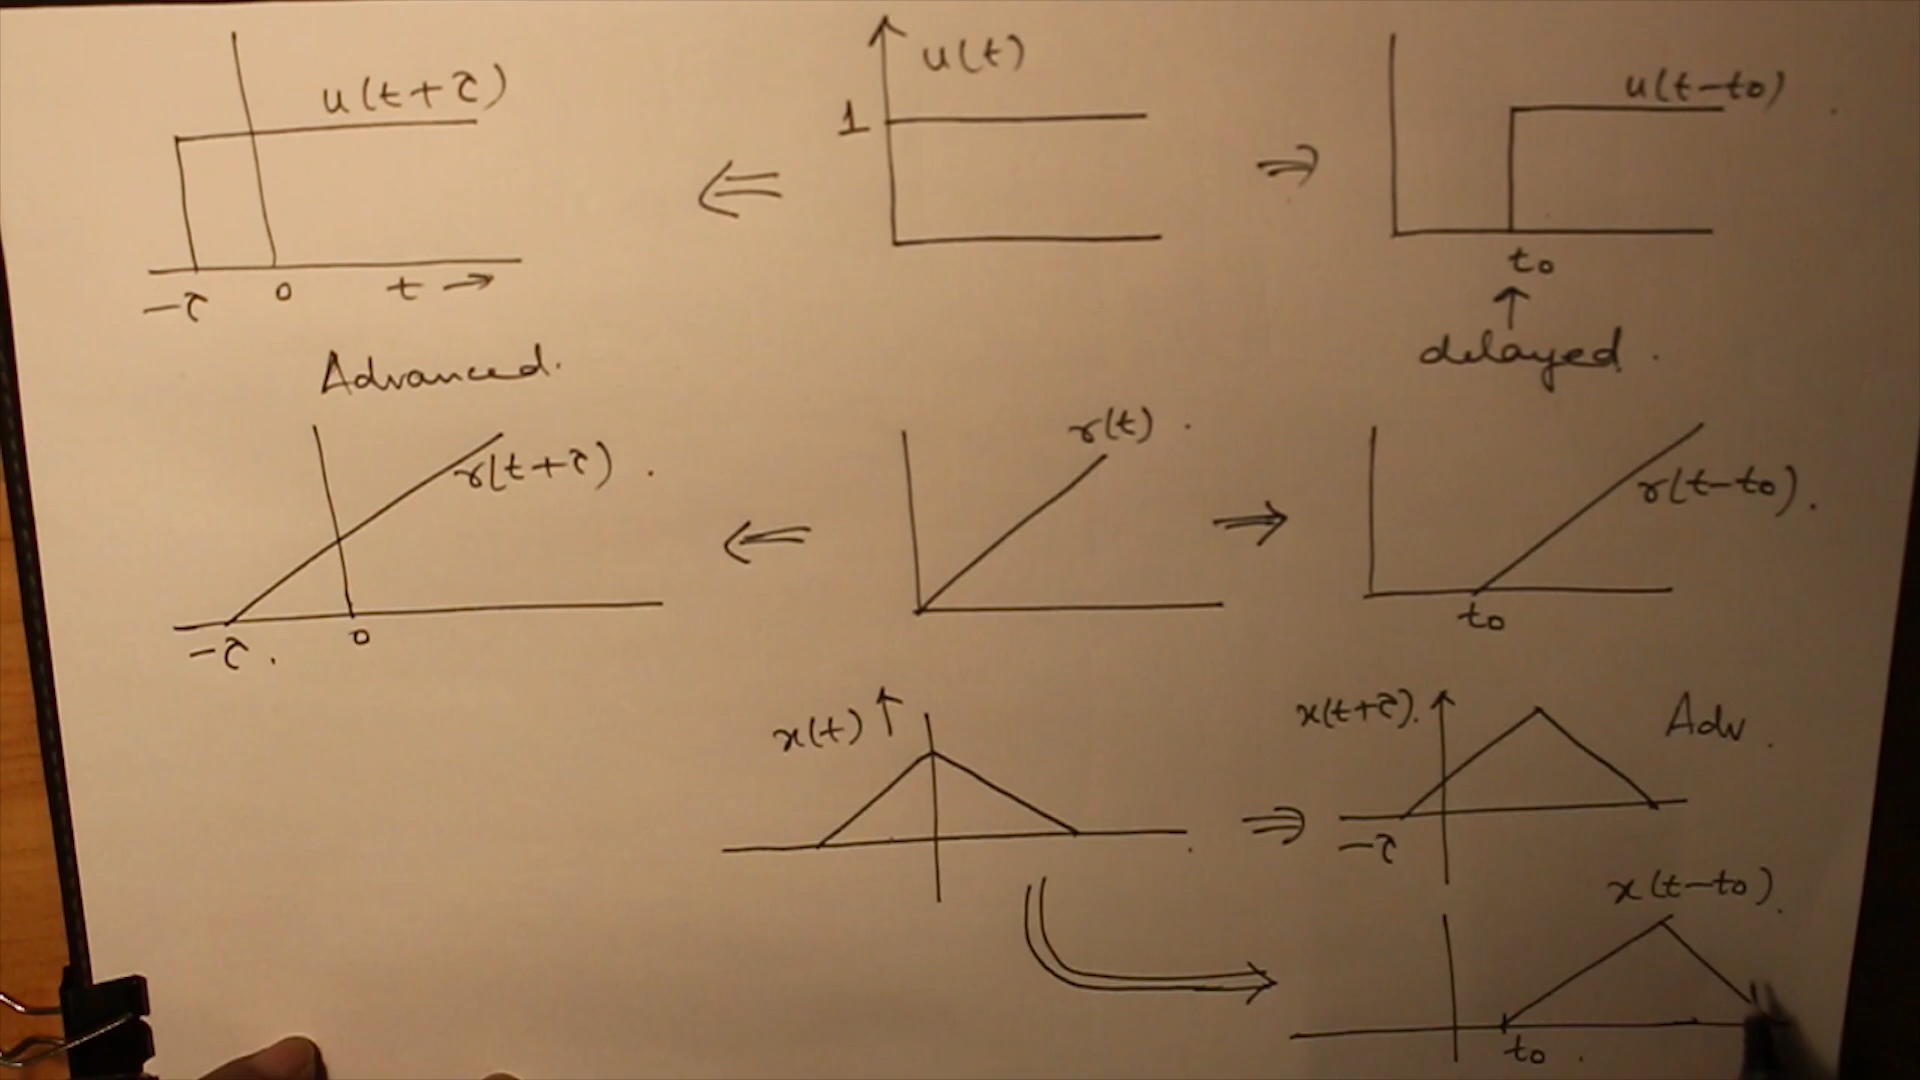 u(t+τ)
u(t)
u(t-t0)
1
-τ 0 t →
t0
↑
delayed.
Advanced.
r(t+τ).
r(t).
r(t-t0).
-τ. 0
t0
x(t) ↑
x(t+τ).
Adv.
-τ
x(t-t0).
t0.